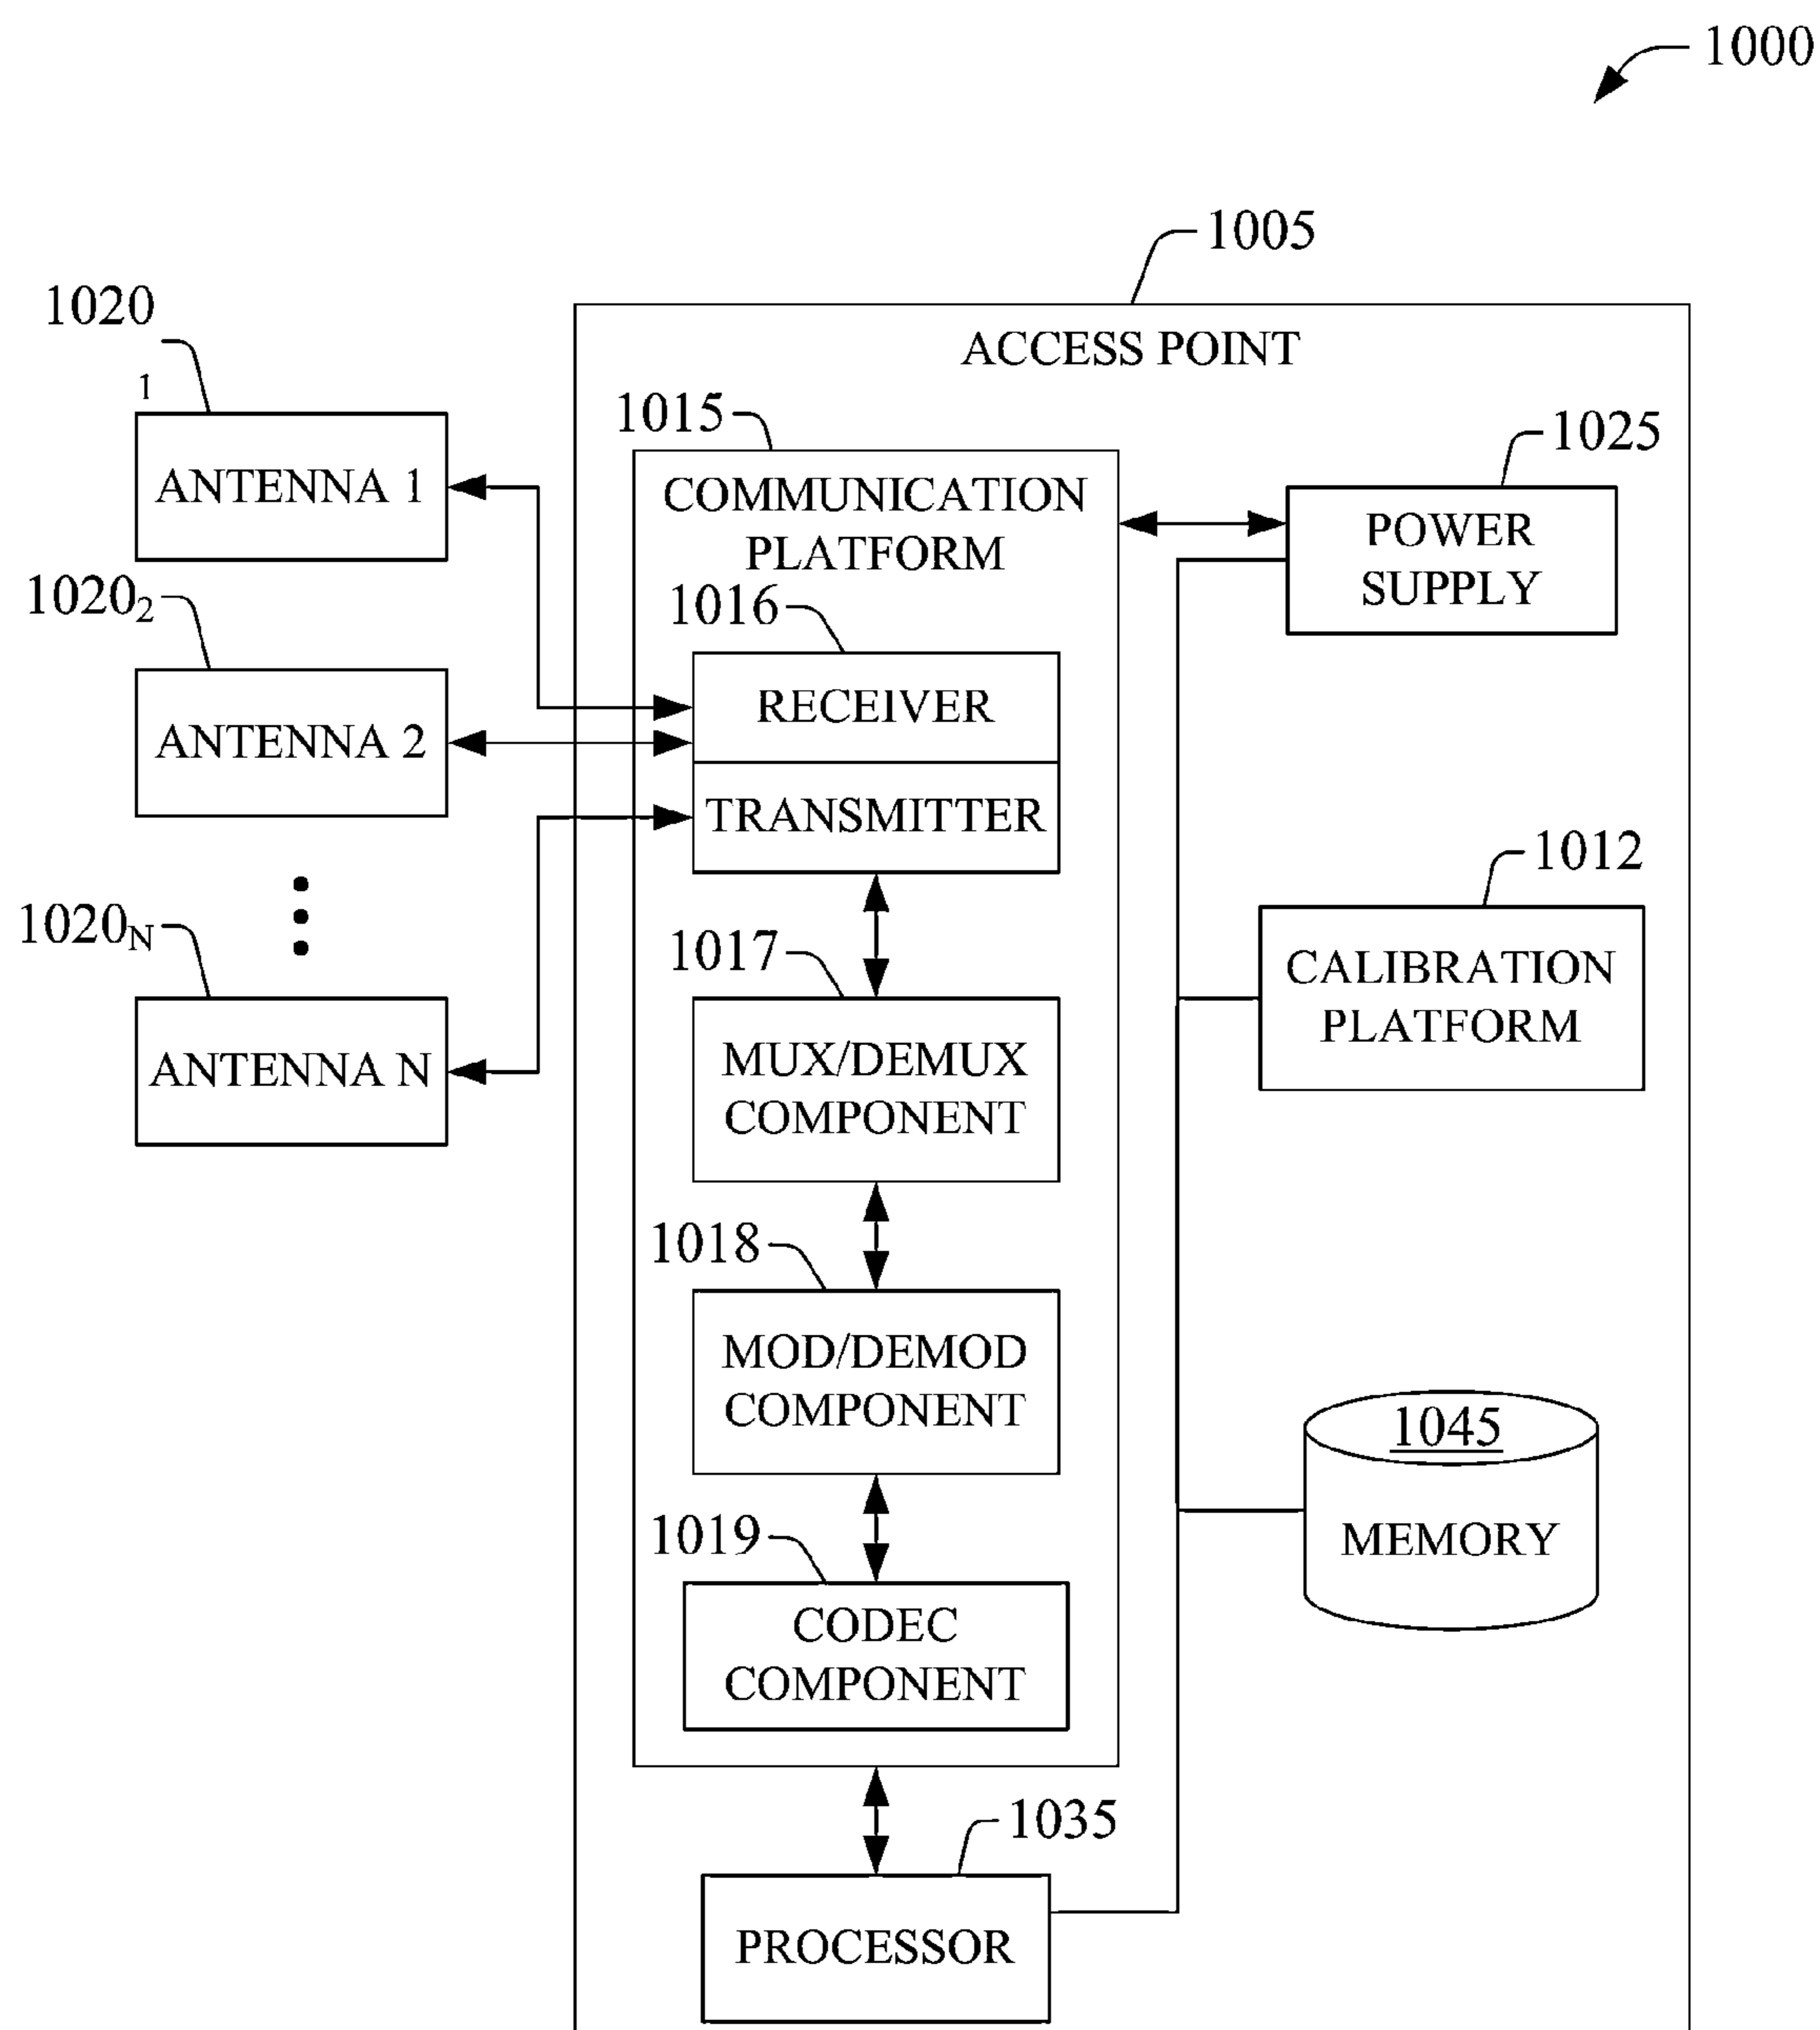 1000
1005
ACCESS POINT
1020
1
ANTENNA 1
1020₂
ANTENNA 2
1020N
ANTENNA N
1015
COMMUNICATION
PLATFORM
1016
RECEIVER
TRANSMITTER
1017
MUX/DEMUX
COMPONENT
1018
MOD/DEMOD
COMPONENT
1019
CODEC
COMPONENT
1035
PROCESSOR
1025
POWER
SUPPLY
1012
CALIBRATION
PLATFORM
1045
MEMORY